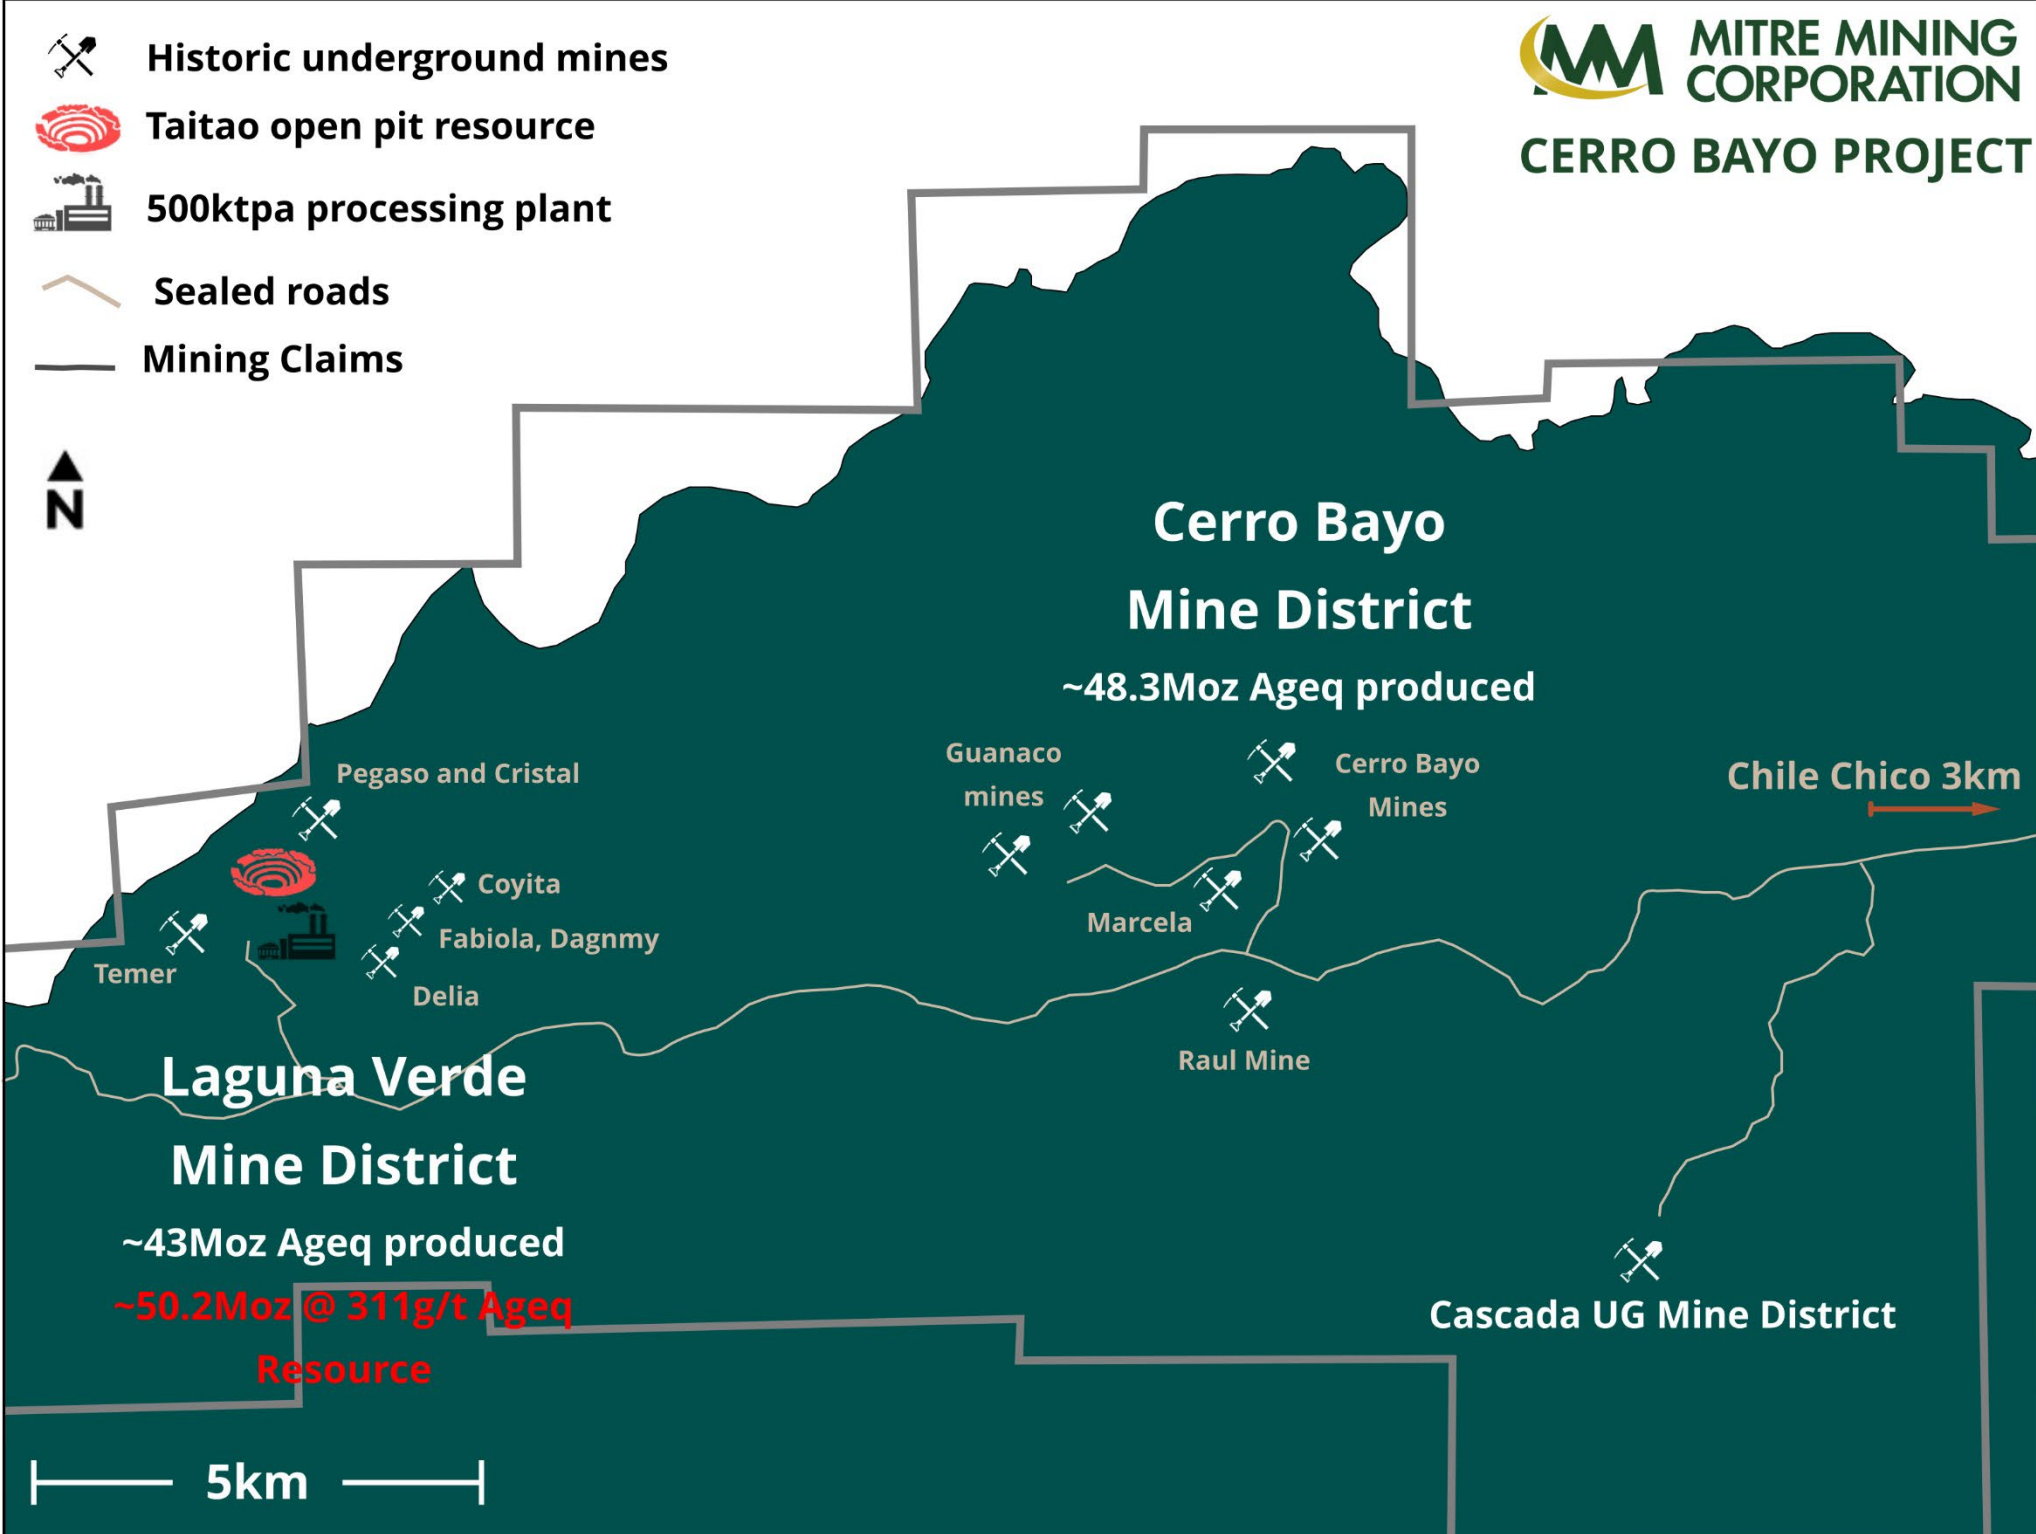 Historic underground mines
Taitao open pit resource
500ktpa processing plant
Sealed roads
Mining Claims
N
MITRE MINING
CORPORATION
CERRO BAYO PROJECT
Cerro Bayo
Mine District
~48.3Moz Ageq produced
Guanaco
mines
Cerro Bayo
Mines
Chile Chico 3km
Pegaso and Cristal
Coyita
Fabiola, Dagnmy
Delia
Temer
Marcela
Raul Mine
Laguna Verde
Mine District
~43Moz Ageq produced
~50.2Moz @ 311g/t Ageq
Resource
Cascada UG Mine District
5km